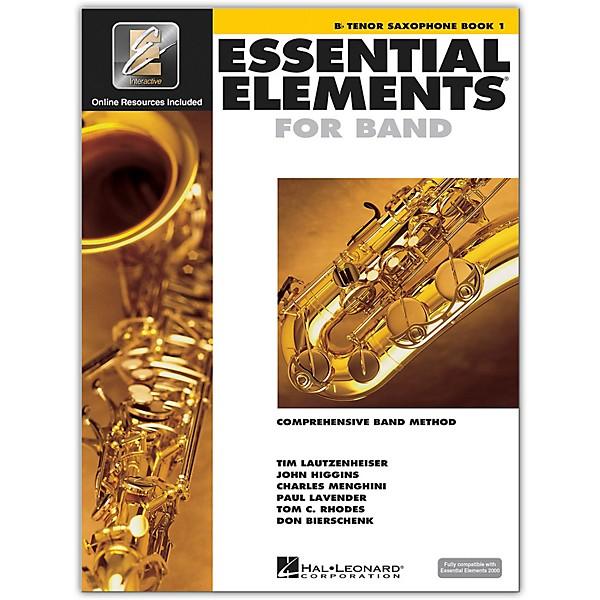 B♭ TENOR SAXOPHONE BOOK 1
E
Interactive
Online Resources Included
ESSENTIAL
ELEMENTS®
FOR BAND
COMPREHENSIVE BAND METHOD
TIM LAUTZENHEISER
JOHN HIGGINS
CHARLES MENGHINI
PAUL LAVENDER
TOM C. RHODES
DON BIERSCHENK
HAL•LEONARD®
CORPORATION
Fully compatible with
Essential Elements 2000